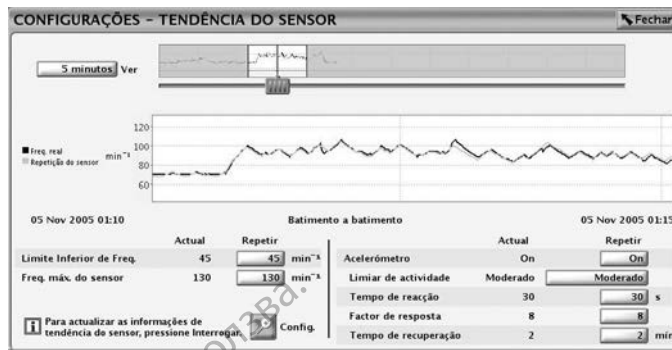 CONFIGURAÇÕES - TENDÊNCIA DO SENSOR
Fechar
5 minutos Ver
120
100
80
60
min⁻¹
Freq. real
Repetição do sensor
05 Nov 2005 01:10 Batimento a batimento 05 Nov 2005 01:15
Actual Repetir
Limite Inferior de Freq. 45 45 min⁻¹
Freq. máx. do sensor 130 130 min⁻¹
Para actualizar as informações de
tendência do sensor, pressione Interrogar.
Config.
Actual Repetir
Acelerómetro On On
Limiar de actividade Moderado Moderado
Tempo de reacção 30 30 s
Factor de resposta 8 8
Tempo de recuperação 2 2 min